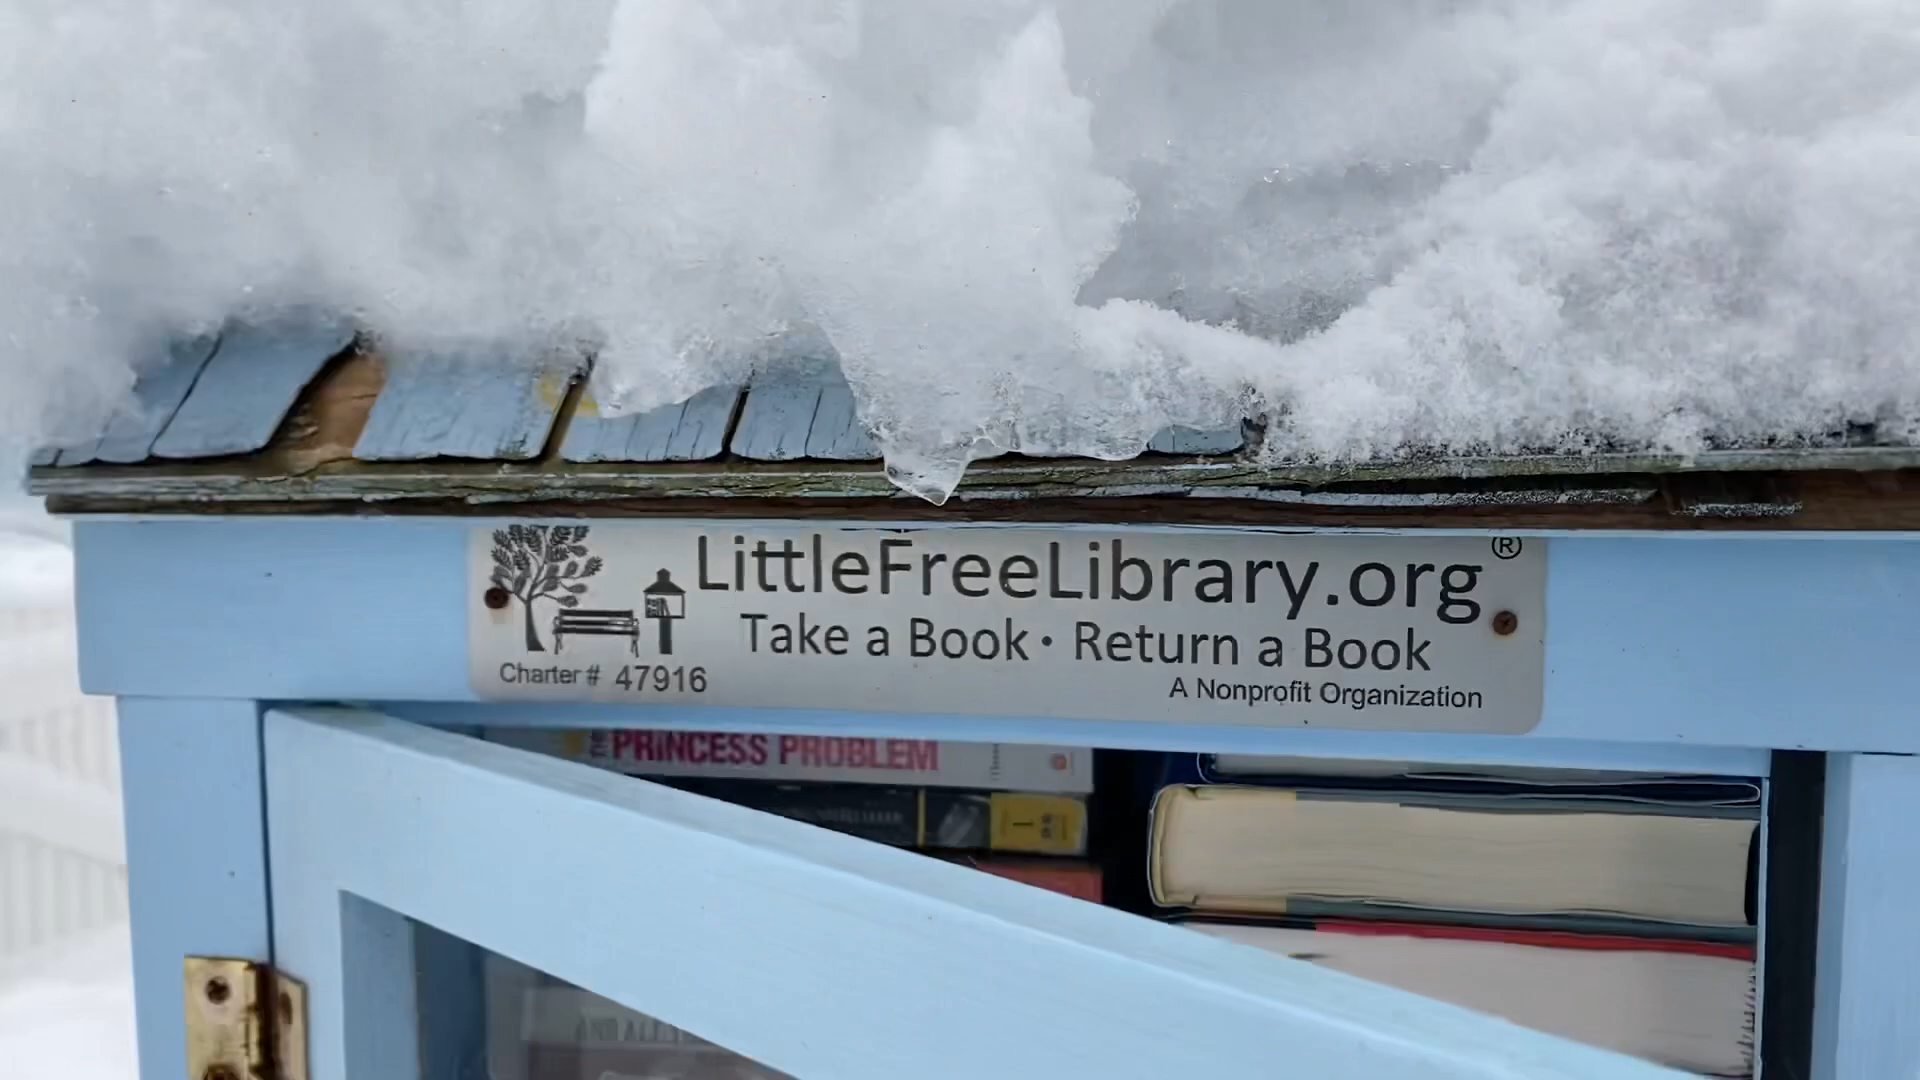 LittleFreeLibrary.org®
Take a Book · Return a Book
Charter # 47916
A Nonprofit Organization
PRINCESS PROBLEM